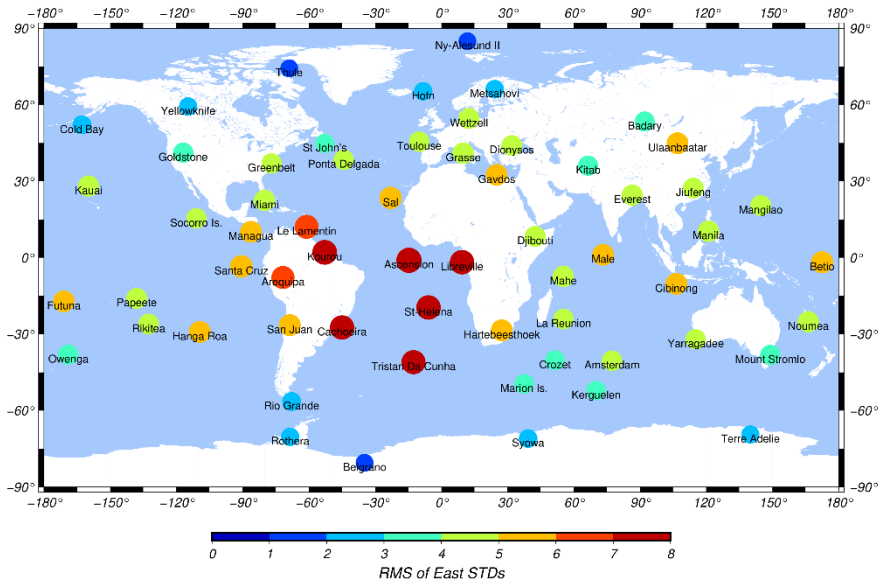 −180° −150° −120° −90° −60° −30° 0° 30° 60° 90° 120° 150° 180°
90° 90°
Ny-Alesund II
Thule
60° 60°
Hofn Metsahovi
Yellowknife
Cold Bay Wettzell Badary
Goldstone St John's Toulouse Dionysos Ulaanbaatar
Greenbelt Ponta Delgada Grasse Kitab
30° 30°
Gavdos
Kauai Miami Sal Everest Jiufeng
Socorro Is. Mangilao
Managua Le Lamentin Djibouti Manila
0° 0°
Kourou Ascension Libreville Male
Santa Cruz Arequipa Betio
Mahe Cibinong
Futuna Papeete St-Helena
Rikitea San Juan Cachoeira La Reunion Noumea
−30° −30°
Hanga Roa Hartebeesthoek Yarragadee
Owenga Tristan Da Cunha Crozet Amsterdam Mount Stromlo
Marion Is. Kerguelen
−60° −60°
Rio Grande
Rothera Syowa Terre Adelie
Belgrano
−90° −90°
−180° −150° −120° −90° −60° −30° 0° 30° 60° 90° 120° 150° 180°
0 1 2 3 4 5 6 7 8
RMS of East STDs